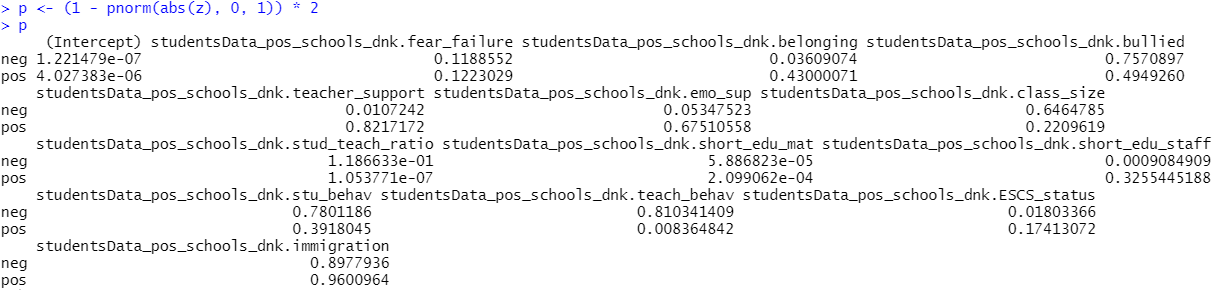 > p <- (1 - pnorm(abs(z), 0, 1)) * 2
> p
(Intercept) studentsData_pos_schools_dnk.fear_failure studentsData_pos_schools_dnk.belonging studentsData_pos_schools_dnk.bullied
neg 1.221479e-07 0.1188552 0.03609074 0.7570897
pos 4.027383e-06 0.1223029 0.43000071 0.4949260
studentsData_pos_schools_dnk.teacher_support studentsData_pos_schools_dnk.emo_sup studentsData_pos_schools_dnk.class_size
neg 0.0107242 0.05347523 0.6464785
pos 0.8217172 0.67510558 0.2209619
studentsData_pos_schools_dnk.stud_teach_ratio studentsData_pos_schools_dnk.short_edu_mat studentsData_pos_schools_dnk.short_edu_staff
neg 1.186633e-01 5.886823e-05 0.0009084909
pos 1.053771e-07 2.099062e-04 0.3255445188
studentsData_pos_schools_dnk.stu_behav studentsData_pos_schools_dnk.teach_behav studentsData_pos_schools_dnk.ESCS_status
neg 0.7801186 0.810341409 0.01803366
pos 0.3918045 0.008364842 0.17413072
studentsData_pos_schools_dnk.immigration
neg 0.8977936
pos 0.9600964